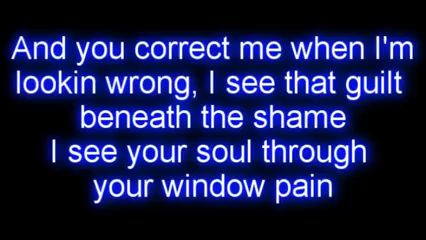 And you correct me when I'm
lookin wrong, I see that guilt
beneath the shame
I see your soul through
your window pain